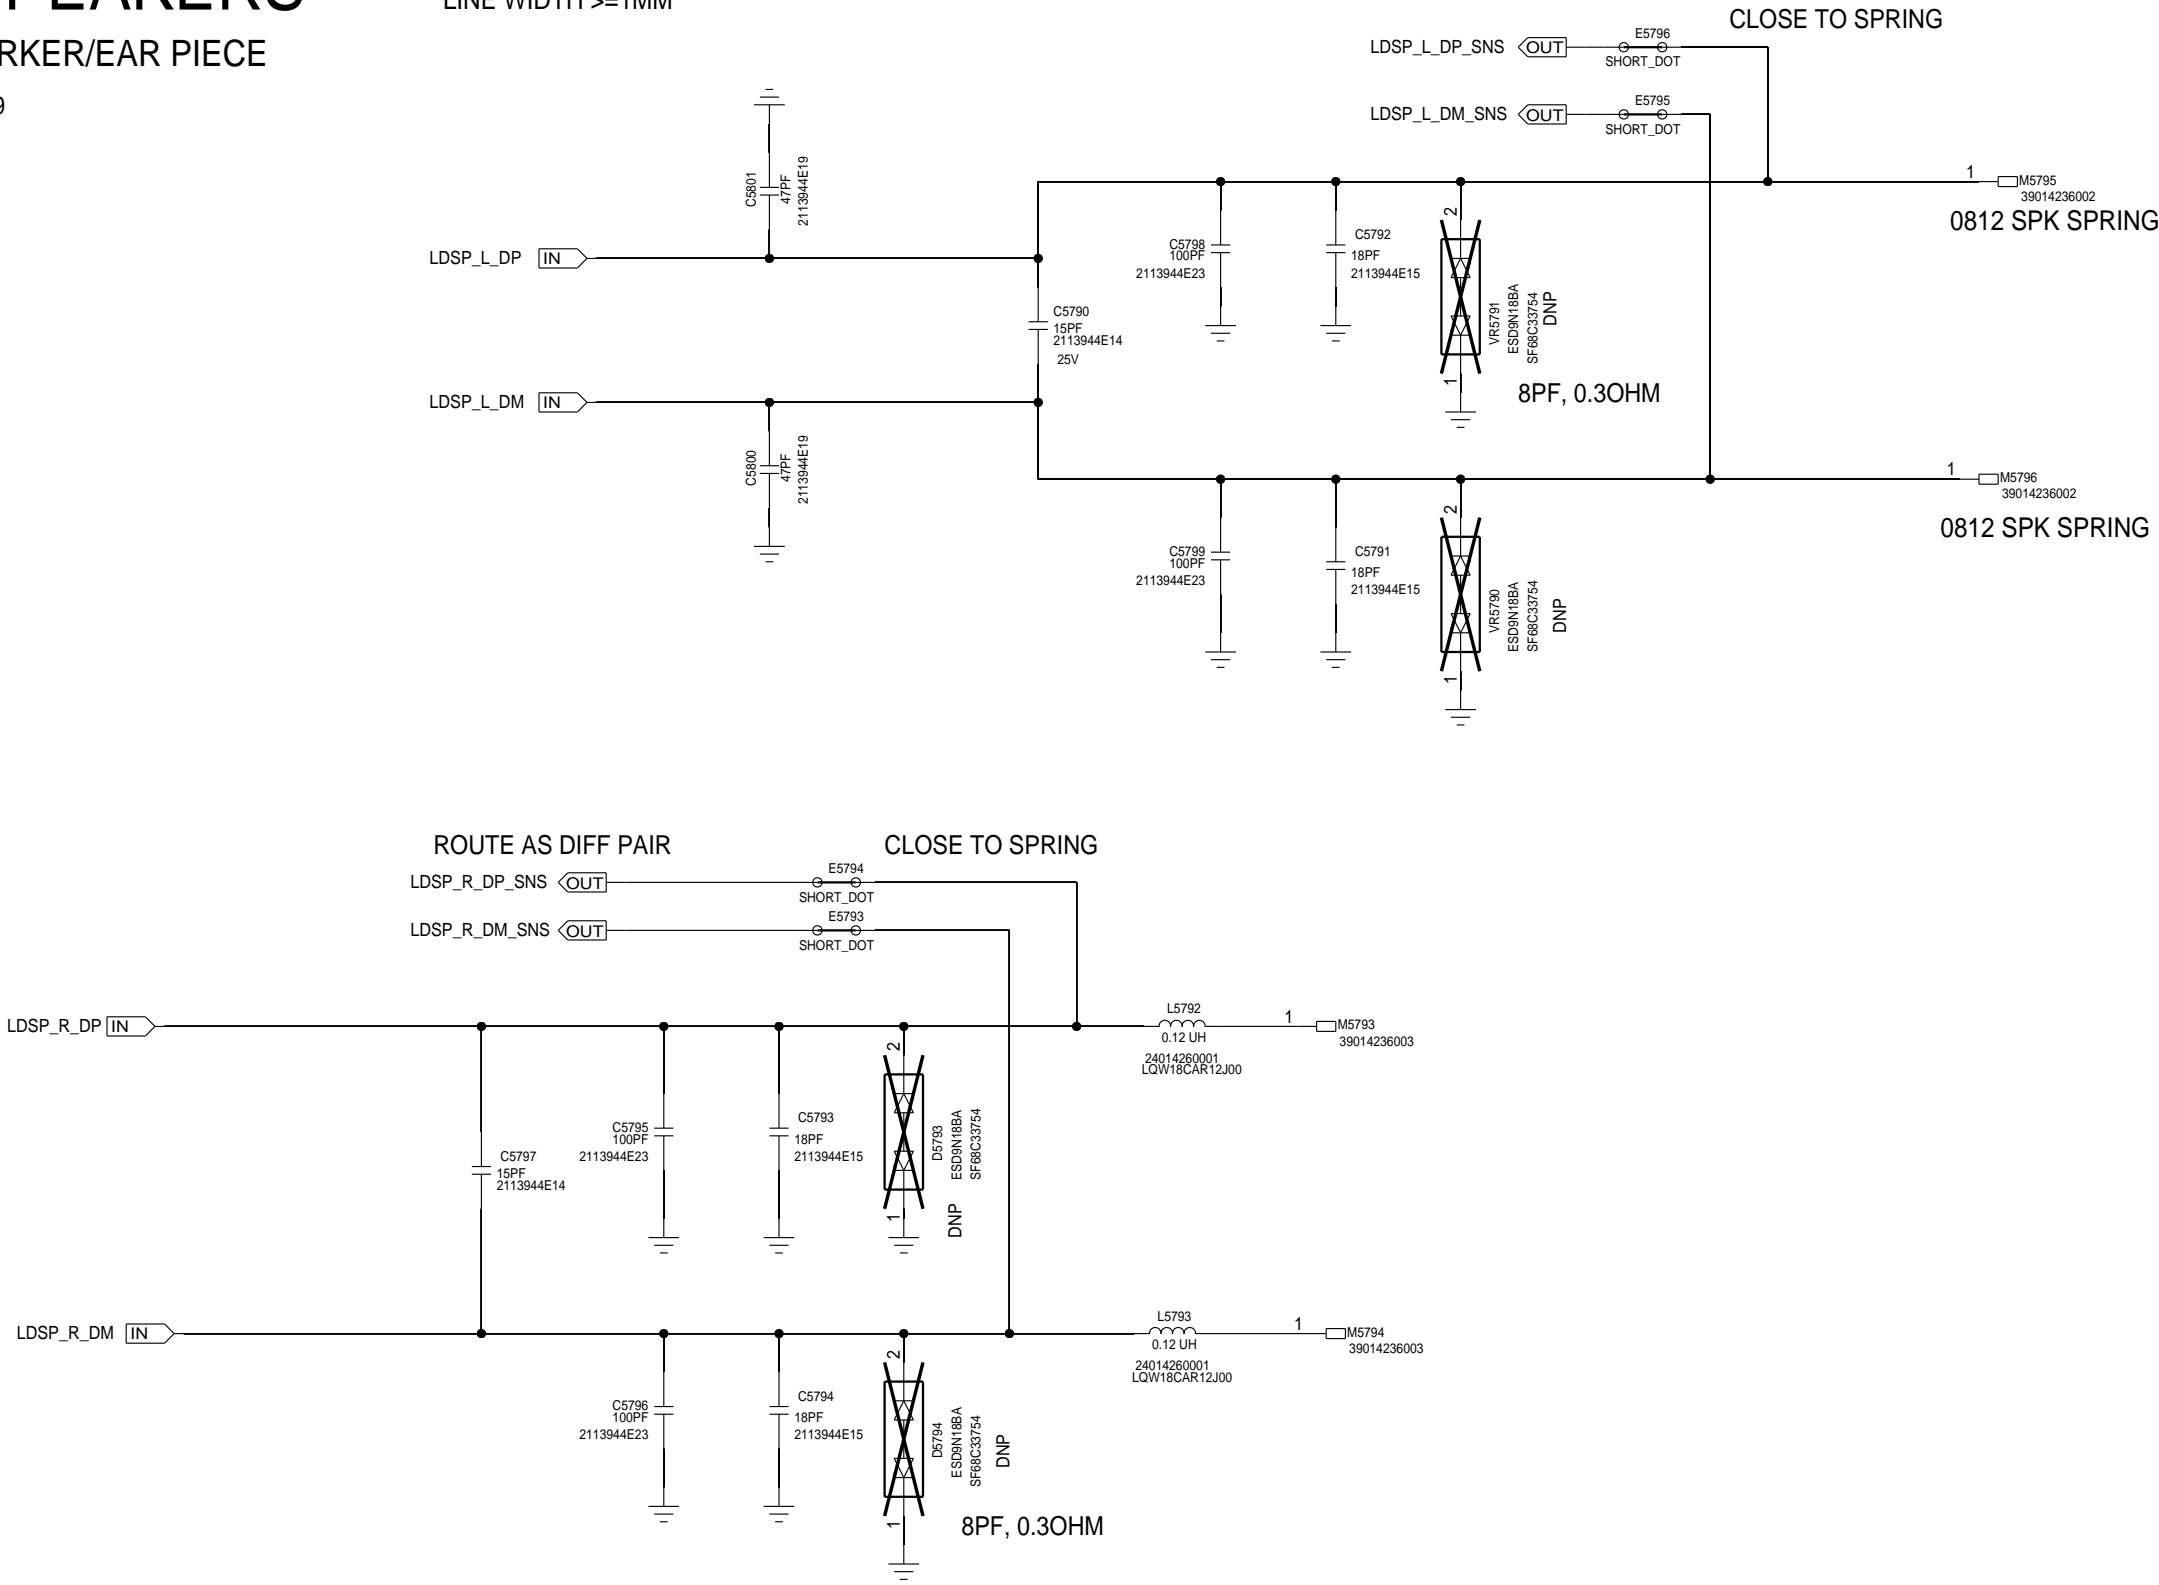 LINE WIDTH >=1MM
RKER/EAR PIECE
9
CLOSE TO SPRING
LDSP_L_DP_SNS
OUT
E5796
SHORT_DOT
LDSP_L_DM_SNS
OUT
E5795
SHORT_DOT
C5801
47PF
2113944E19
LDSP_L_DP
IN
C5790
15PF
2113944E14
25V
LDSP_L_DM
IN
C5800
47PF
2113944E19
C5798
100PF
2113944E23
C5792
18PF
2113944E15
2
1
VR5791
ESD9N18BA
SF68C33754
DNP
8PF, 0.3OHM
1
M5795
39014236002
0812 SPK SPRING
1
M5796
39014236002
0812 SPK SPRING
C5799
100PF
2113944E23
C5791
18PF
2113944E15
2
1
VR5790
ESD9N18BA
SF68C33754
DNP
ROUTE AS DIFF PAIR
CLOSE TO SPRING
LDSP_R_DP_SNS
OUT
E5794
SHORT_DOT
LDSP_R_DM_SNS
OUT
E5793
SHORT_DOT
LDSP_R_DP
IN
L5792
0.12 UH
24014260001
LQW18CAR12J00
1
M5793
39014236003
C5797
15PF
2113944E14
C5795
100PF
2113944E23
C5793
18PF
2113944E15
2
1
D5793
ESD9N18BA
SF68C33754
DNP
LDSP_R_DM
IN
L5793
0.12 UH
24014260001
LQW18CAR12J00
1
M5794
39014236003
C5796
100PF
2113944E23
C5794
18PF
2113944E15
2
1
D5794
ESD9N18BA
SF68C33754
DNP
8PF, 0.3OHM